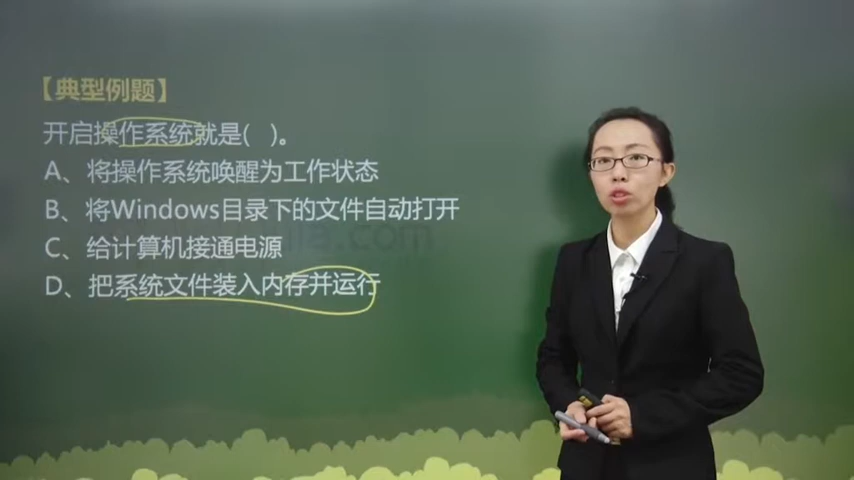 【典型例题】
开启操作系统就是(  )。
A、将操作系统唤醒为工作状态
B、将Windows目录下的文件自动打开
C、给计算机接通电源
D、把系统文件装入内存并运行